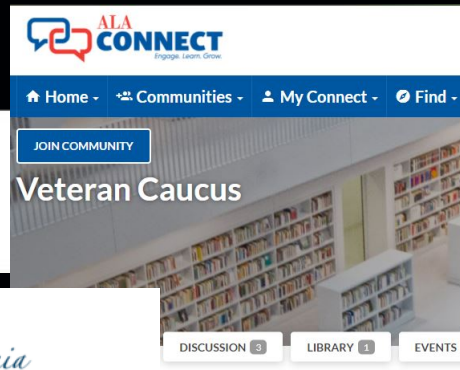 ALA
CONNECT
Engage. Learn. Grow.
Home Communities My Connect Find
JOIN COMMUNITY
Veteran Caucus
DISCUSSION 3 LIBRARY 1 EVENTS